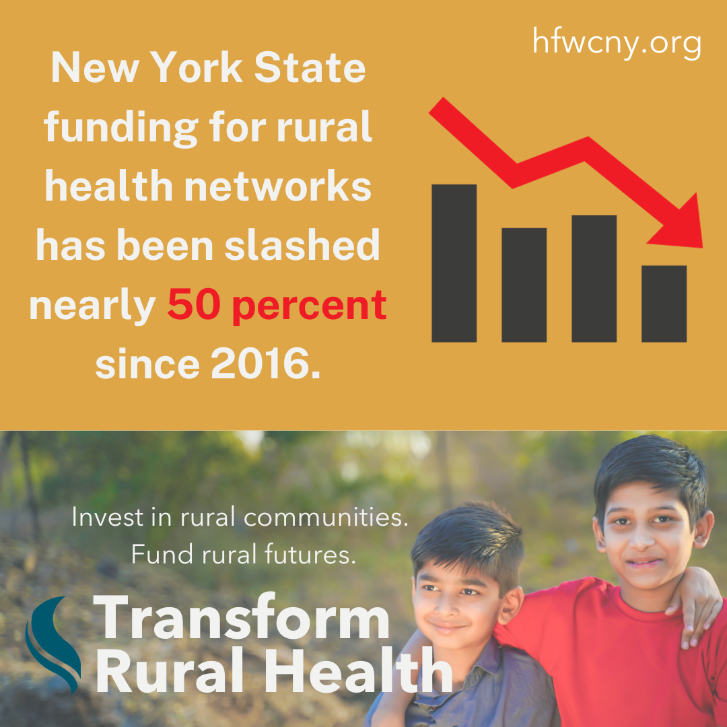 hfwcny.org
New York State
funding for rural
health networks
has been slashed
nearly 50 percent
since 2016.
Invest in rural communities.
Fund rural futures.
Transform
Rural Health